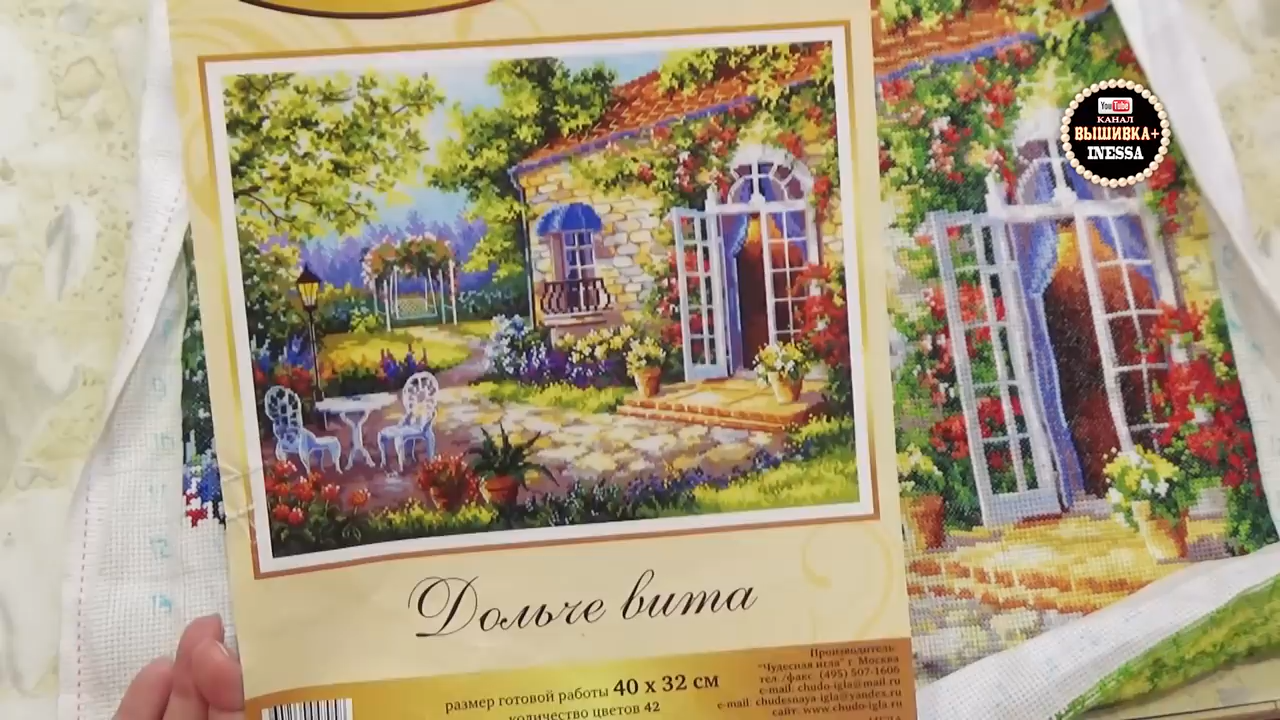 You Tube
КАНАЛ
ВЫШИВКА+
INESSA
Дольче вита
размер готовой работы 40 х 32 см
количество цветов 42
Производитель:
"Чудесная игла" г. Москва
тел./факс (495) 507-1606
e-mail: chudo-igla@mail.ru
e-mail: chudesnaya-igla@yandex.ru
сайт: www.chudo-igla.ru